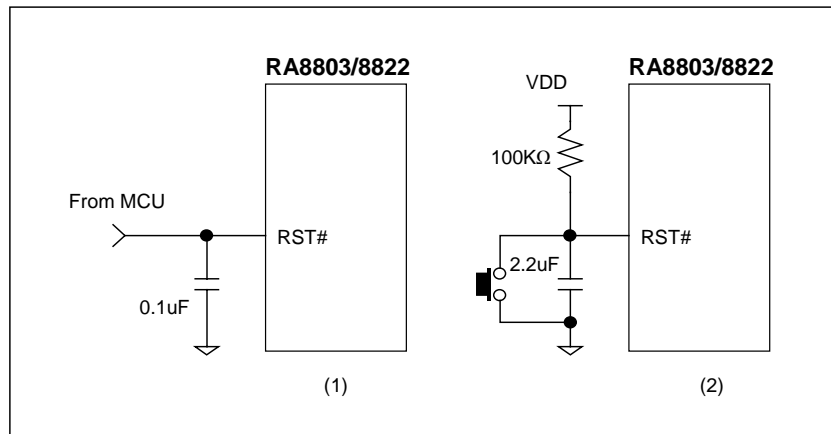 RA8803/8822
From MCU
RST#
0.1uF
(1)
RA8803/8822
VDD
100KΩ
RST#
2.2uF
(2)